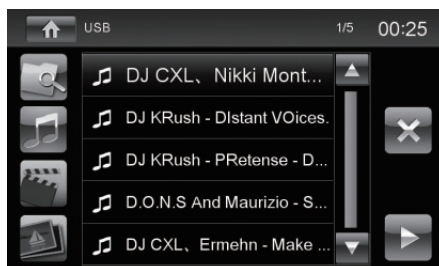 USB 1/5 00:25
DJ CXL、Nikki Mont...
DJ KRush - DIstant VOices.
DJ KRush - PRetense - D...
D.O.N.S And Maurizio - S...
DJ CXL、Ermehn - Make ...